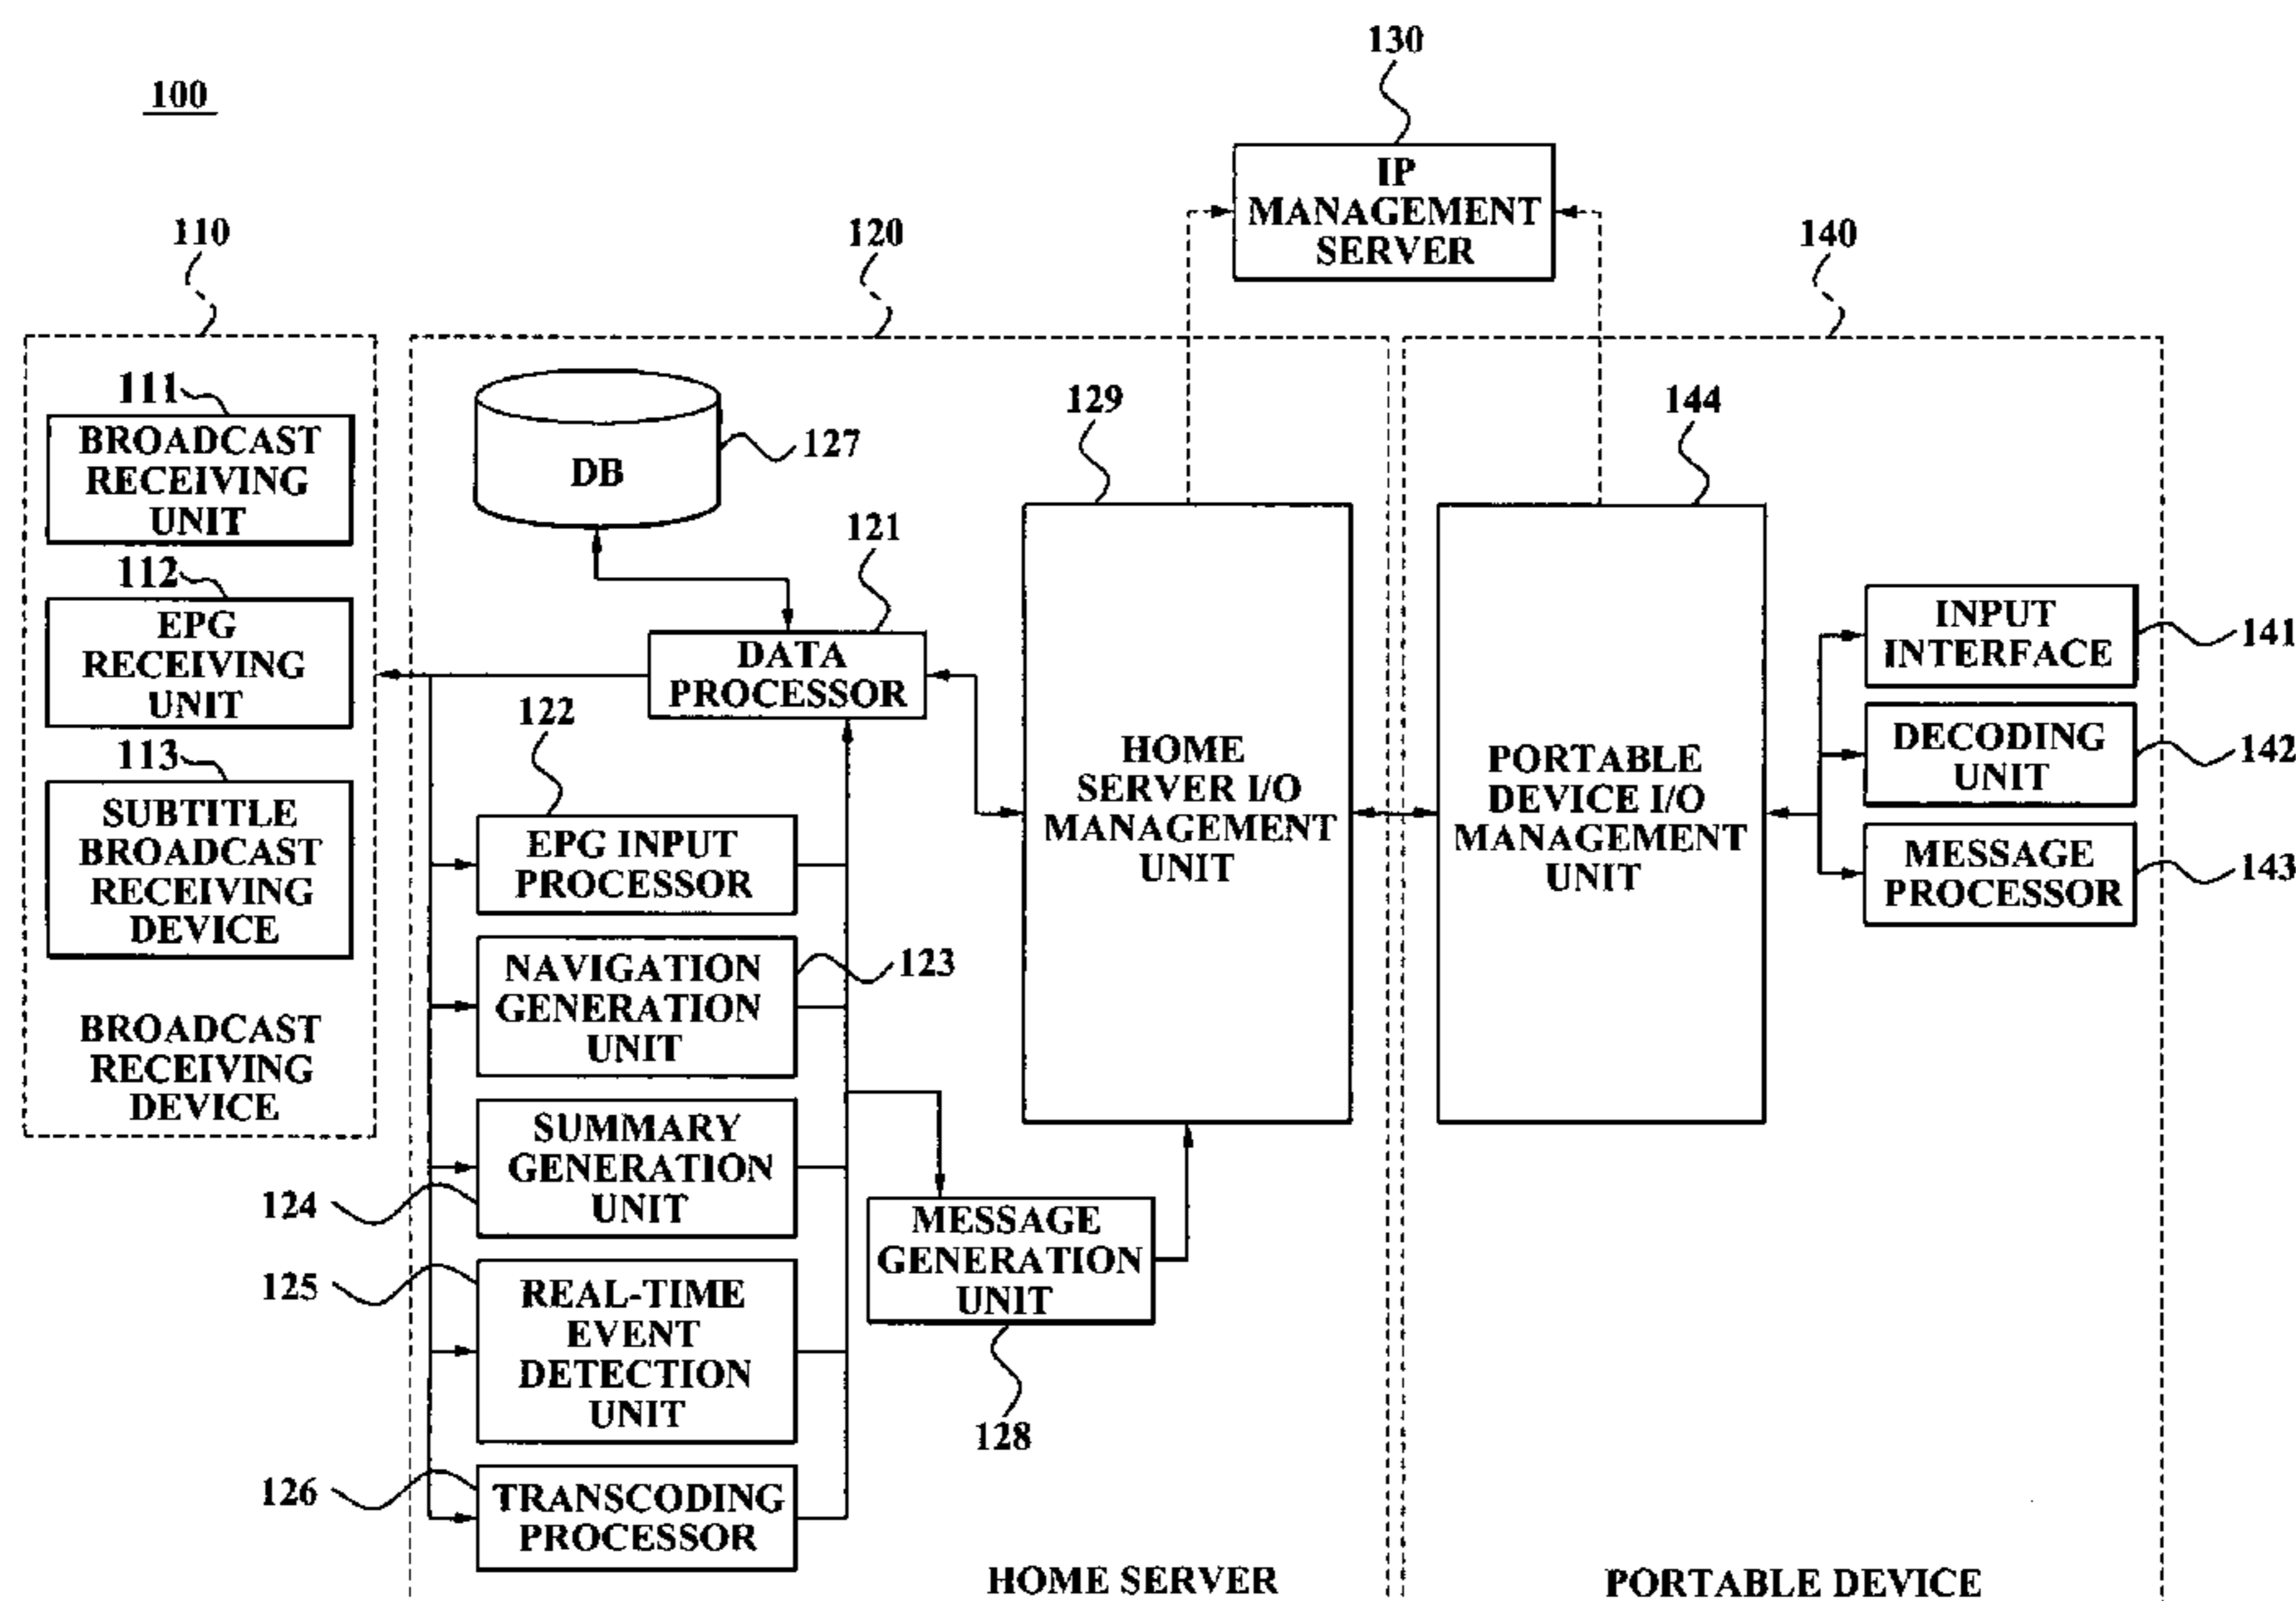 100
130
IP
MANAGEMENT
SERVER
110
120
140
111
BROADCAST
RECEIVING
UNIT
112
EPG
RECEIVING
UNIT
113
SUBTITLE
BROADCAST
RECEIVING
DEVICE
BROADCAST
RECEIVING
DEVICE
DB
127
121
DATA
PROCESSOR
122
EPG INPUT
PROCESSOR
NAVIGATION
GENERATION
UNIT
123
SUMMARY
GENERATION
UNIT
124
125
REAL-TIME
EVENT
DETECTION
UNIT
126
TRANSCODING
PROCESSOR
MESSAGE
GENERATION
UNIT
128
129
HOME
SERVER I/O
MANAGEMENT
UNIT
HOME SERVER
144
PORTABLE
DEVICE I/O
MANAGEMENT
UNIT
INPUT
INTERFACE
141
DECODING
UNIT
142
MESSAGE
PROCESSOR
143
PORTABLE DEVICE